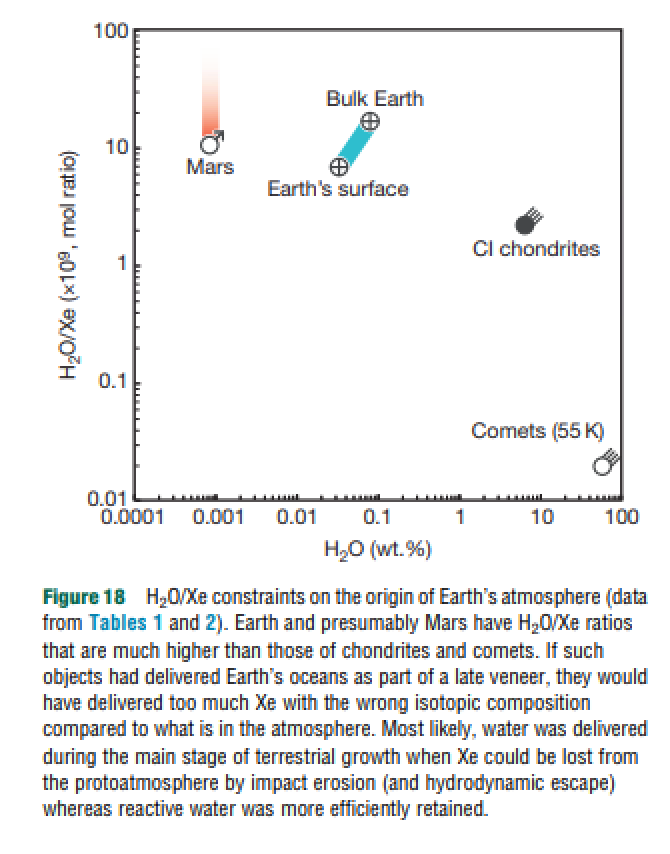 100
10
1
0.1
0.01
H₂O/Xe (×10⁹, mol ratio)
Mars
Bulk Earth
Earth's surface
CI chondrites
Comets (55 K)
0.0001 0.001 0.01 0.1 1 10 100
H₂O (wt.%)
Figure 18 H₂O/Xe constraints on the origin of Earth's atmosphere (data
from Tables 1 and 2). Earth and presumably Mars have H₂O/Xe ratios
that are much higher than those of chondrites and comets. If such
objects had delivered Earth's oceans as part of a late veneer, they would
have delivered too much Xe with the wrong isotopic composition
compared to what is in the atmosphere. Most likely, water was delivered
during the main stage of terrestrial growth when Xe could be lost from
the protoatmosphere by impact erosion (and hydrodynamic escape)
whereas reactive water was more efficiently retained.